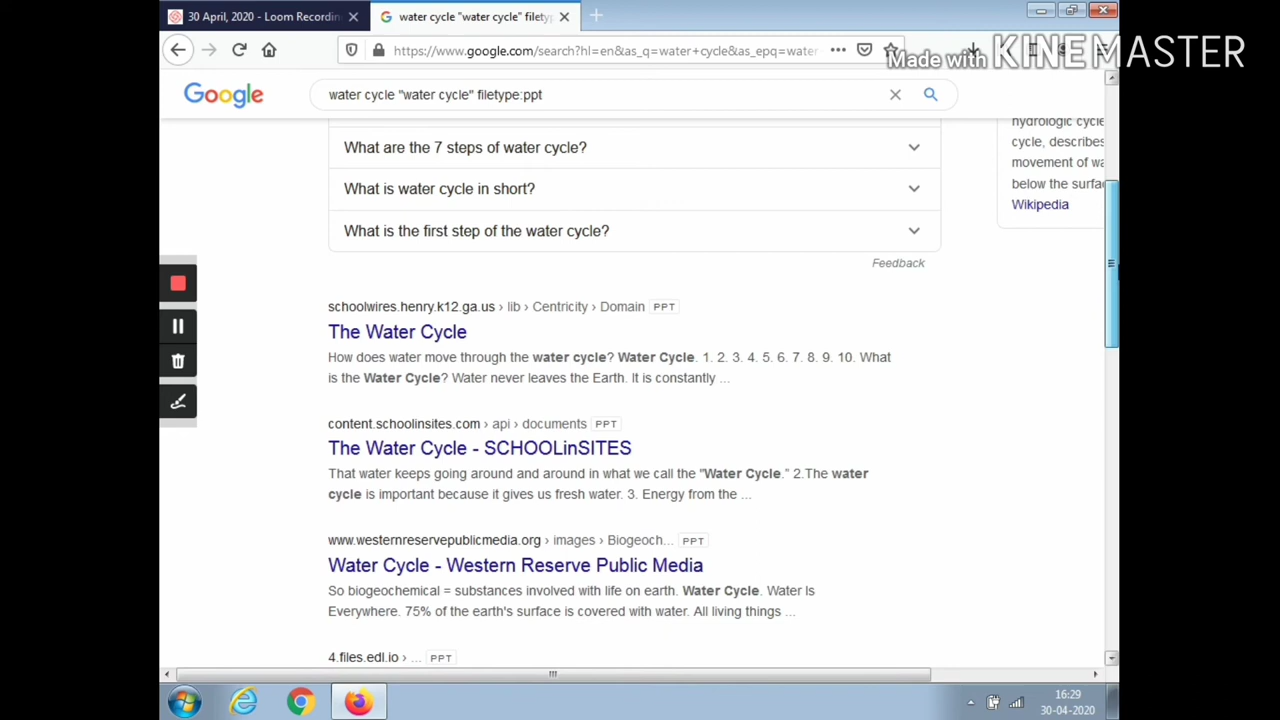 30 April, 2020 - Loom Recordin
water cycle "water cycle" filetyp
https://www.google.com/search?hl=en&as_q=water+cycle&as_epq=water
Made with KINEMASTER
Google
water cycle "water cycle" filetype:ppt
hydrologic cycle
cycle, describes
movement of wa
below the surfa
Wikipedia
What are the 7 steps of water cycle?
What is water cycle in short?
What is the first step of the water cycle?
Feedback
schoolwires.henry.k12.ga.us › lib › Centricity › Domain PPT
The Water Cycle
How does water move through the water cycle? Water Cycle. 1. 2. 3. 4. 5. 6. 7. 8. 9. 10. What
is the Water Cycle? Water never leaves the Earth. It is constantly ...
content.schoolinsites.com › api › documents PPT
The Water Cycle - SCHOOLinSITES
That water keeps going around and around in what we call the "Water Cycle." 2.The water
cycle is important because it gives us fresh water. 3. Energy from the ...
www.westernreservepublicmedia.org › images › Biogeoch... PPT
Water Cycle - Western Reserve Public Media
So biogeochemical = substances involved with life on earth. Water Cycle. Water Is
Everywhere. 75% of the earth's surface is covered with water. All living things ...
4.files.edl.io › ... PPT
16:29
30-04-2020